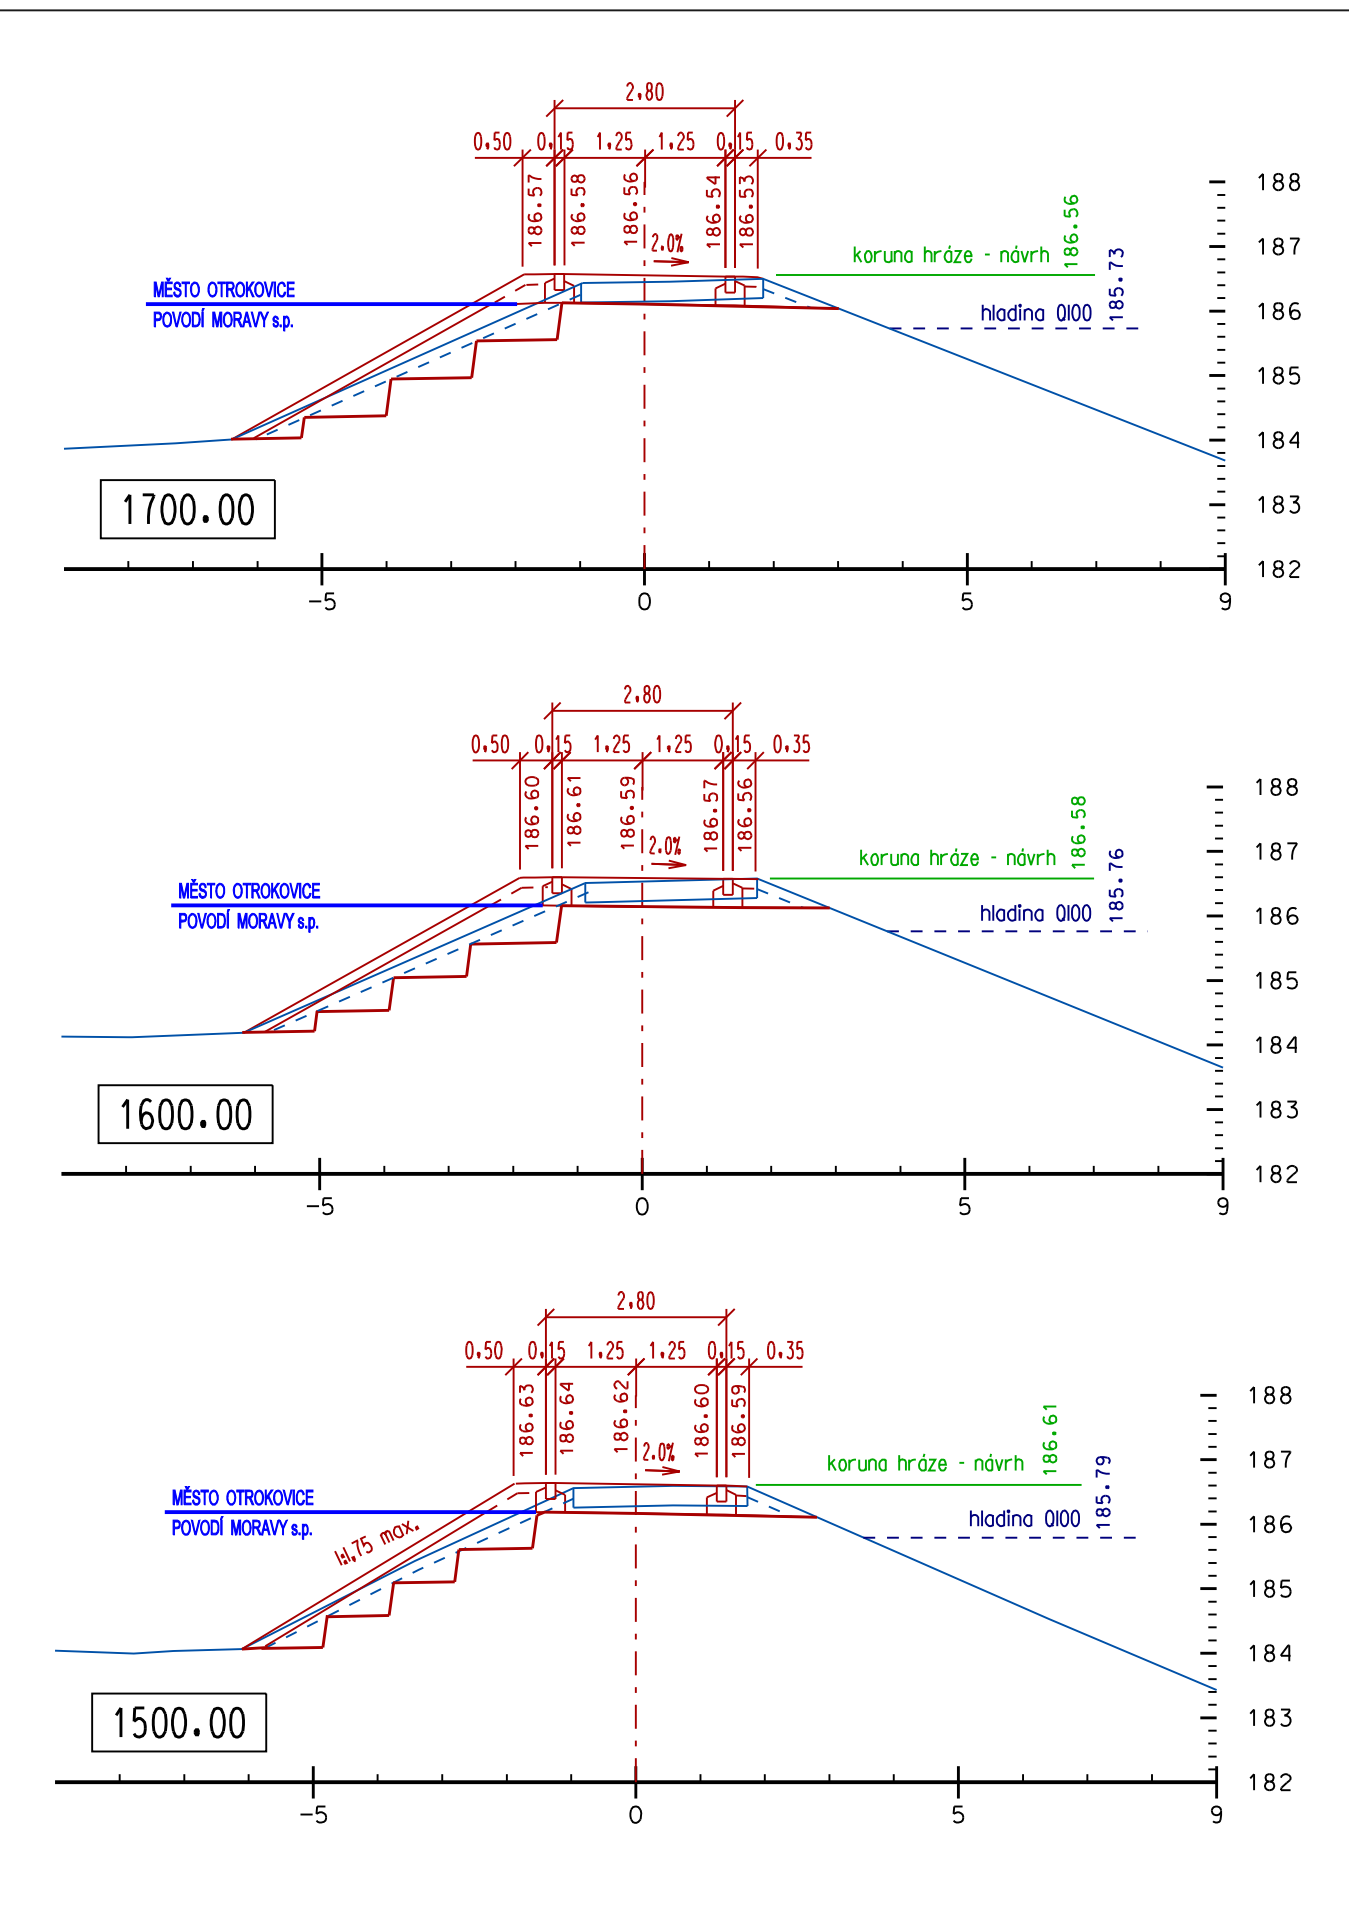 2.80
0.50 0.15 1.25 1.25 0.15 0.35
186.57 186.58 186.56 186.54 186.53
2.0%
188
187
186
185
184
183
182
koruna hráze - návrh 186.56
hladina Q100 185.73
MĚSTO OTROKOVICE
POVODÍ MORAVY s.p.
1700.00
-5 0 5 9
2.80
0.50 0.15 1.25 1.25 0.15 0.35
186.60 186.61 186.59 186.57 186.56
2.0%
188
187
186
185
184
183
182
koruna hráze - návrh 186.58
hladina Q100 185.76
MĚSTO OTROKOVICE
POVODÍ MORAVY s.p.
1600.00
-5 0 5 9
2.80
0.50 0.15 1.25 1.25 0.15 0.35
186.63 186.64 186.62 186.60 186.59
2.0%
188
187
186
185
184
183
182
koruna hráze - návrh 186.61
hladina Q100 185.79
MĚSTO OTROKOVICE
POVODÍ MORAVY s.p.
1:1,75 max.
1500.00
-5 0 5 9